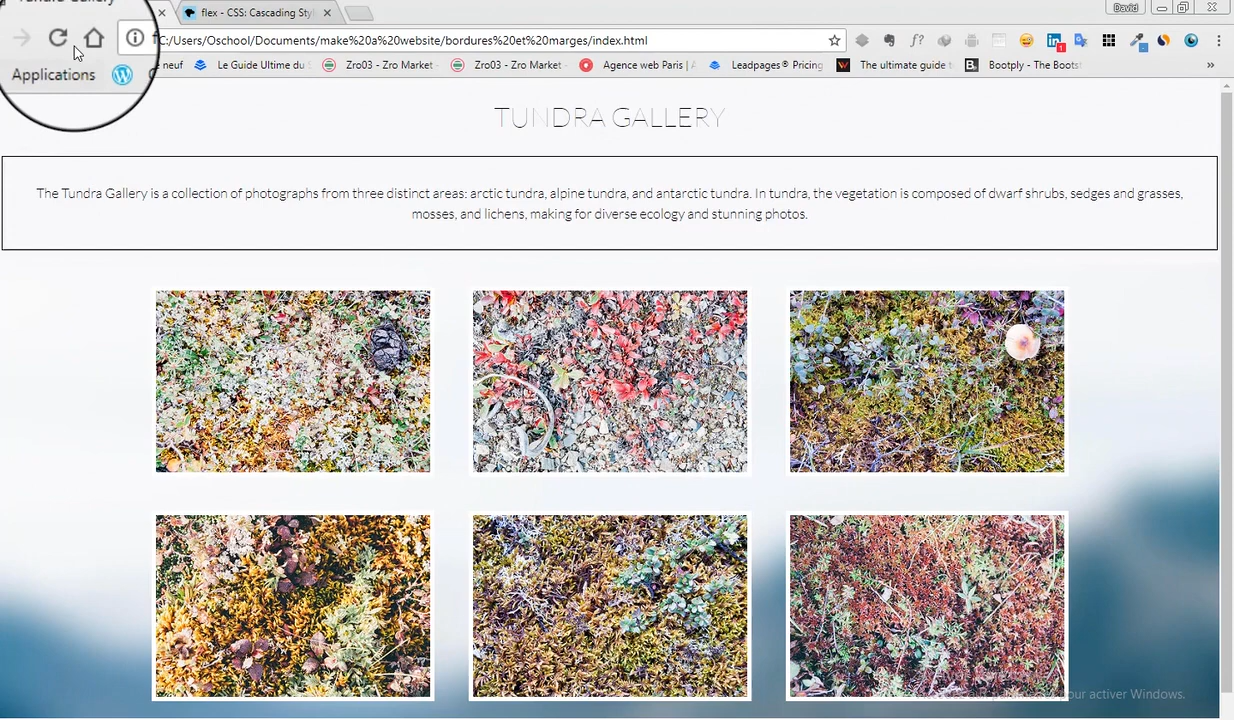 flex - CSS: Cascading Styl
David
C:/Users/Oschool/Documents/make%20a%20website/bordures%20et%20marges/index.html
Applications
neuf
Le Guide Ultime du
Zro03 - Zro Market
Zro03 - Zro Market
Agence web Paris |
Leadpages® Pricing
The ultimate guide
Bootply - The Boots
»
TUNDRA GALLERY
The Tundra Gallery is a collection of photographs from three distinct areas: arctic tundra, alpine tundra, and antarctic tundra. In tundra, the vegetation is composed of dwarf shrubs, sedges and grasses,
mosses, and lichens, making for diverse ecology and stunning photos.
pour activer Windows.